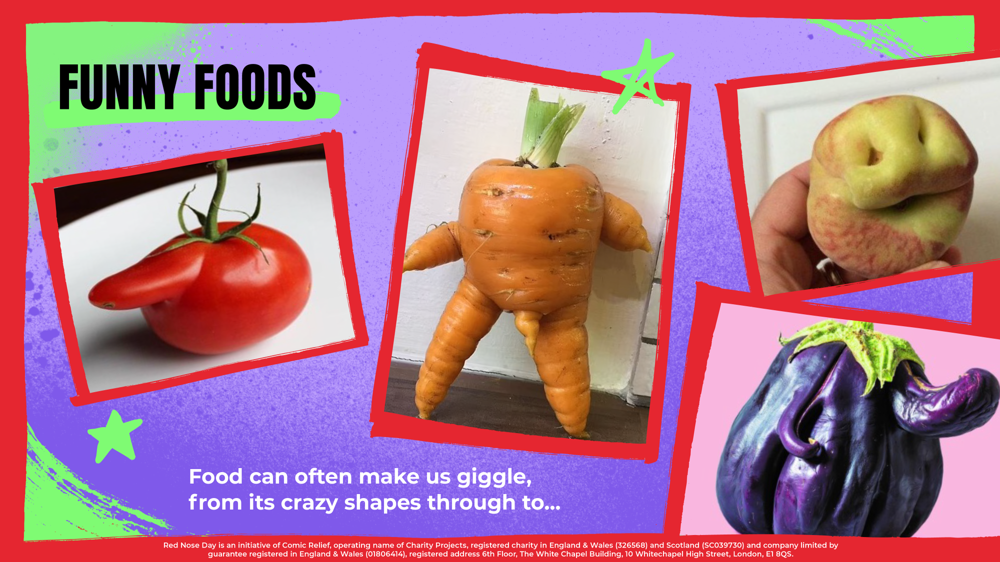 FUNNY FOODS
Food can often make us giggle,
from its crazy shapes through to...
Red Nose Day is an initiative of Comic Relief, operating name of Charity Projects, registered charity in England & Wales (326568) and Scotland (SC039730) and company limited by
guarantee registered in England & Wales (01806414), registered address 6th Floor, The White Chapel Building, 10 Whitechapel High Street, London, E1 8QS.